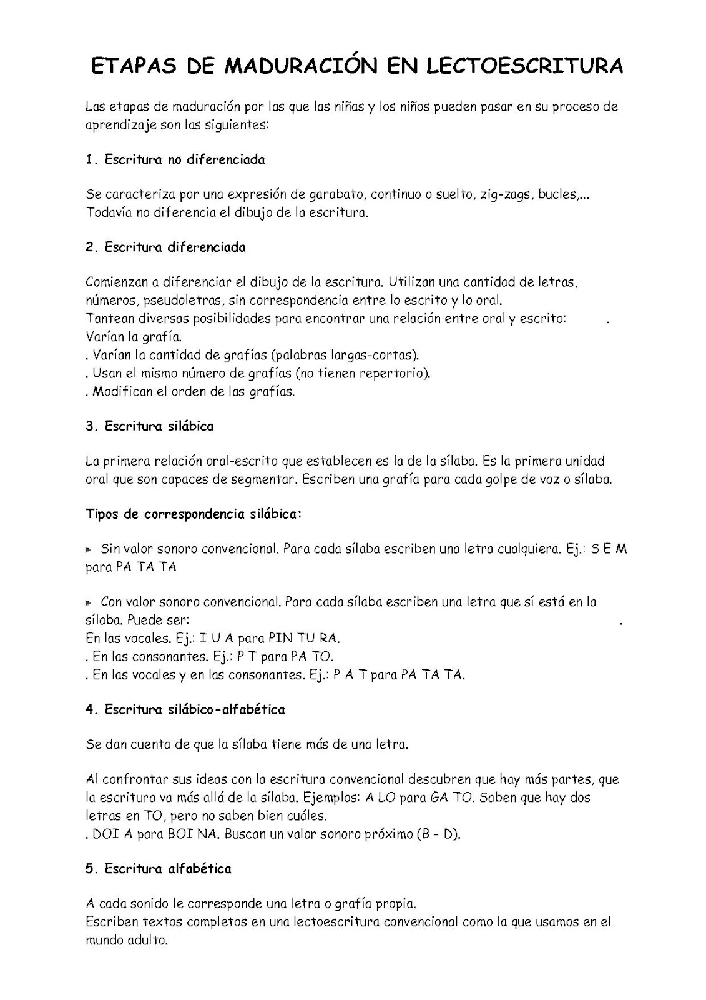 ETAPAS DE MADURACIÓN EN LECTOESCRITURA
Las etapas de maduración por las que las niñas y los niños pueden pasar en su proceso de
aprendizaje son las siguientes:
1. Escritura no diferenciada
Se caracteriza por una expresión de garabato, continuo o suelto, zig-zags, bucles,...
Todavía no diferencia el dibujo de la escritura.
2. Escritura diferenciada
Comienzan a diferenciar el dibujo de la escritura. Utilizan una cantidad de letras,
números, pseudoletras, sin correspondencia entre lo escrito y lo oral.
Tantean diversas posibilidades para encontrar una relación entre oral y escrito: .
Varían la grafía.
. Varían la cantidad de grafías (palabras largas-cortas).
. Usan el mismo número de grafías (no tienen repertorio).
. Modifican el orden de las grafías.
3. Escritura silábica
La primera relación oral-escrito que establecen es la de la sílaba. Es la primera unidad
oral que son capaces de segmentar. Escriben una grafía para cada golpe de voz o sílaba.
Tipos de correspondencia silábica:
Sin valor sonoro convencional. Para cada sílaba escriben una letra cualquiera. Ej.: S E M
para PA TA TA
Con valor sonoro convencional. Para cada sílaba escriben una letra que sí está en la
sílaba. Puede ser: .
En las vocales. Ej.: I U A para PIN TU RA.
. En las consonantes. Ej.: P T para PA TO.
. En las vocales y en las consonantes. Ej.: P A T para PA TA TA.
4. Escritura silábico-alfabética
Se dan cuenta de que la sílaba tiene más de una letra.
Al confrontar sus ideas con la escritura convencional descubren que hay más partes, que
la escritura va más allá de la sílaba. Ejemplos: A LO para GA TO. Saben que hay dos
letras en TO, pero no saben bien cuáles.
. DOI A para BOI NA. Buscan un valor sonoro próximo (B - D).
5. Escritura alfabética
A cada sonido le corresponde una letra o grafía propia.
Escriben textos completos en una lectoescritura convencional como la que usamos en el
mundo adulto.